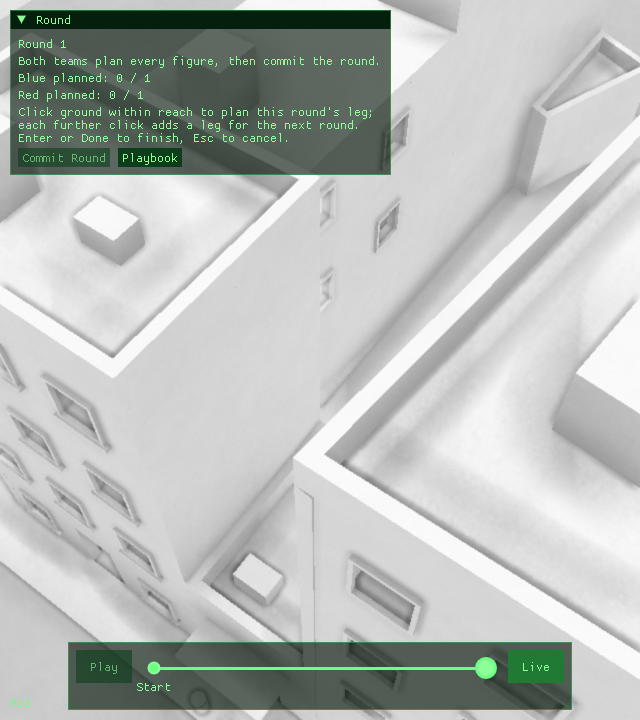 Round
Round 1
Both teams plan every figure, then commit the round.
Blue planned: 0 / 1
Red planned: 0 / 1
Click ground within reach to plan this round's leg;
each further click adds a leg for the next round.
Enter or Done to finish, Esc to cancel.
Commit Round Playbook
Play Live
Start